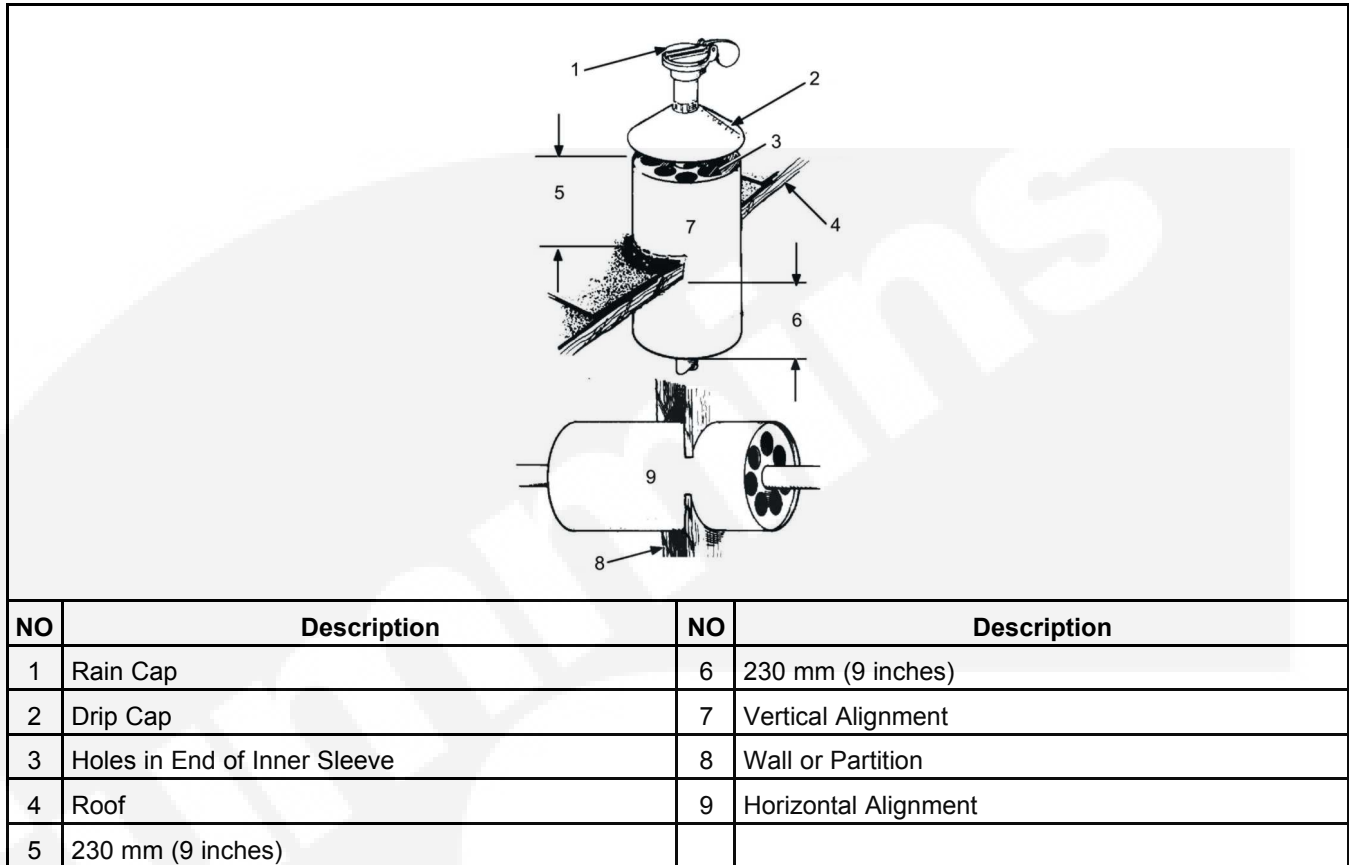 1
2
3
5
4
7
6
9
8
NO Description NO Description
1 Rain Cap 6 230 mm (9 inches)
2 Drip Cap 7 Vertical Alignment
3 Holes in End of Inner Sleeve 8 Wall or Partition
4 Roof 9 Horizontal Alignment
5 230 mm (9 inches)